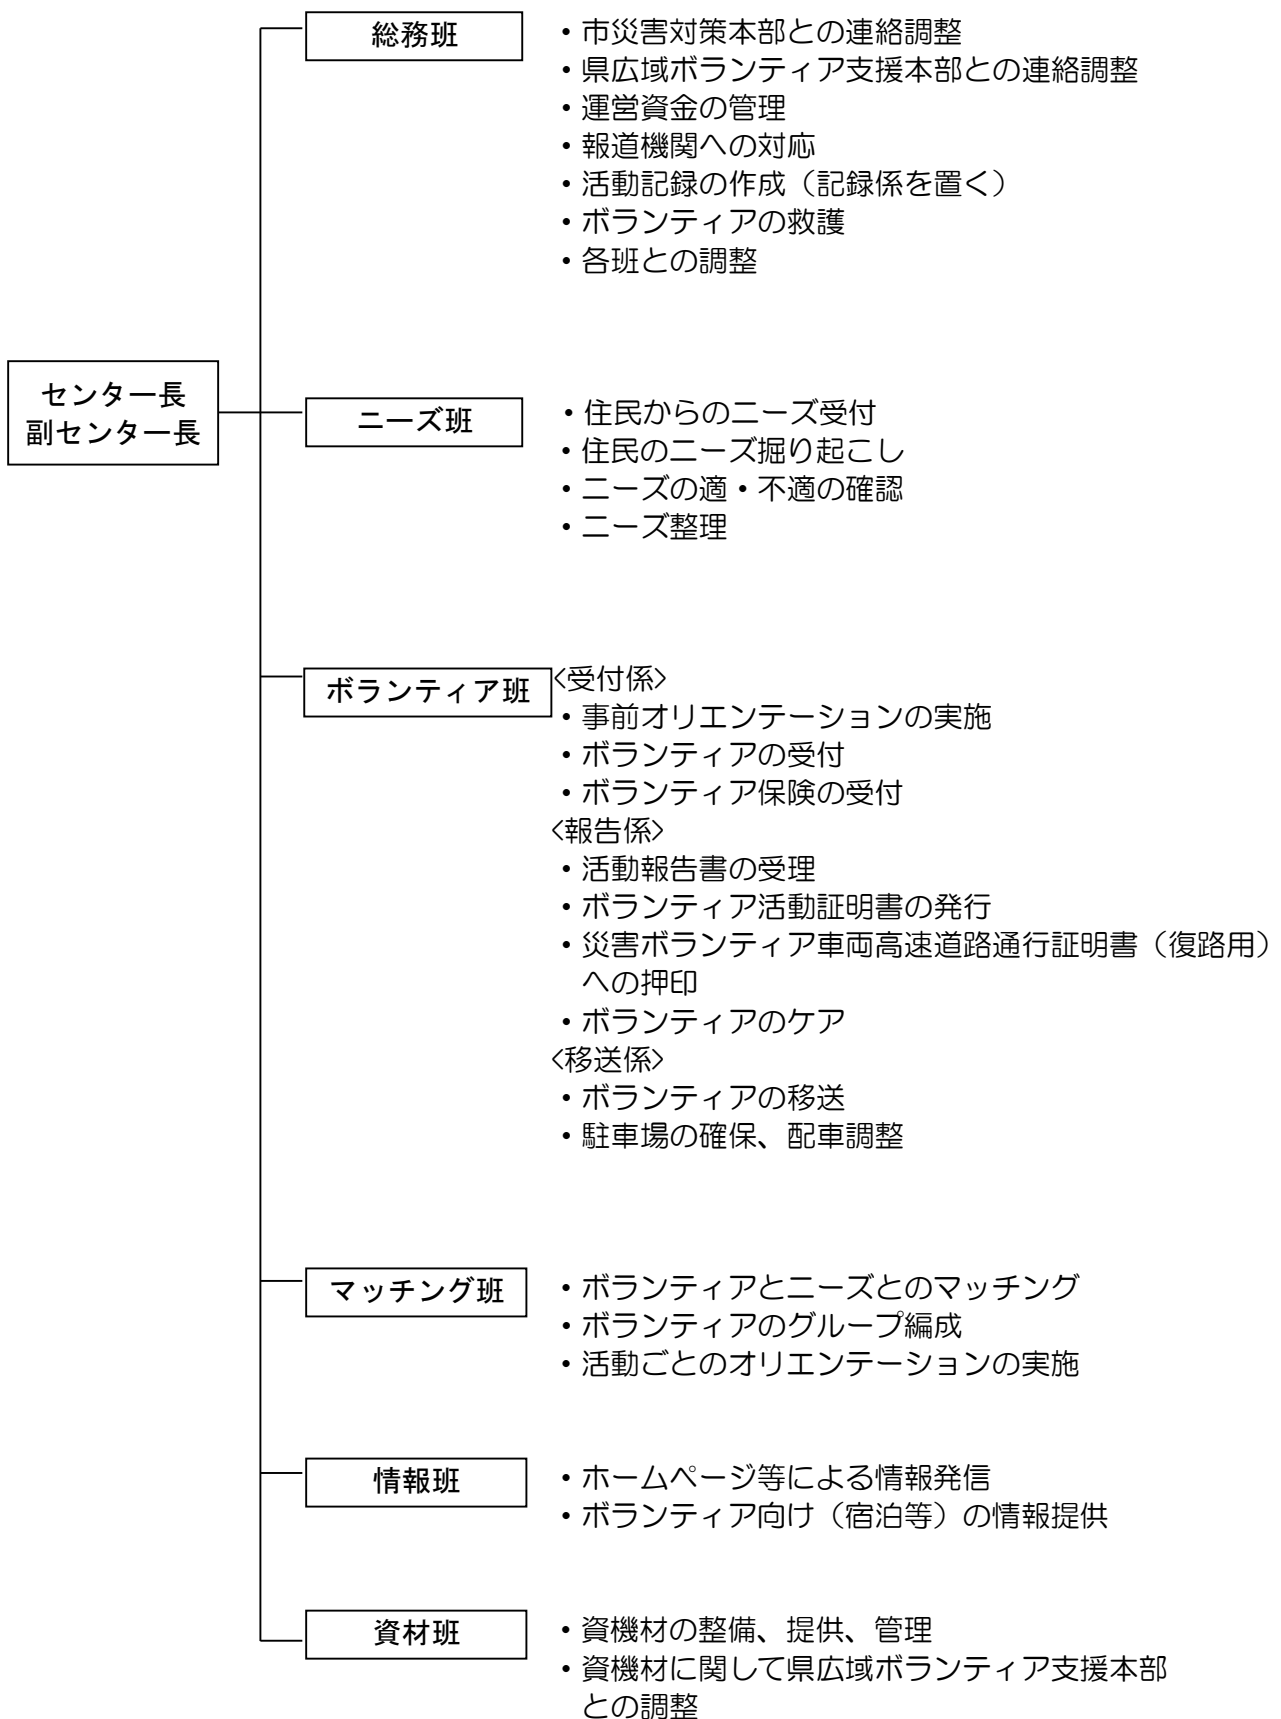 総務班
・市災害対策本部との連絡調整
・県広域ボランティア支援本部との連絡調整
・運営資金の管理
・報道機関への対応
・活動記録の作成（記録係を置く）
・ボランティアの救護
・各班との調整
センター長
副センター長
ニーズ班
・住民からのニーズ受付
・住民のニーズ掘り起こし
・ニーズの適・不適の確認
・ニーズ整理
ボランティア班
<受付係>
・事前オリエンテーションの実施
・ボランティアの受付
・ボランティア保険の受付
<報告係>
・活動報告書の受理
・ボランティア活動証明書の発行
・災害ボランティア車両高速道路通行証明書（復路用）
への押印
・ボランティアのケア
<移送係>
・ボランティアの移送
・駐車場の確保、配車調整
マッチング班
・ボランティアとニーズとのマッチング
・ボランティアのグループ編成
・活動ごとのオリエンテーションの実施
情報班
・ホームページ等による情報発信
・ボランティア向け（宿泊等）の情報提供
資材班
・資機材の整備、提供、管理
・資機材に関して県広域ボランティア支援本部
との調整